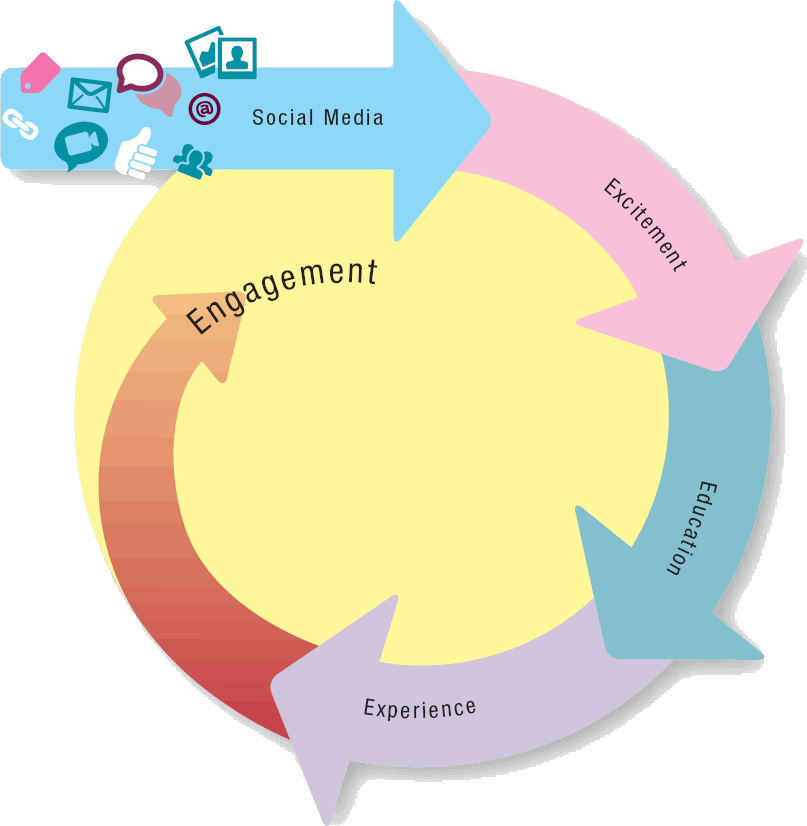 Social Media
Excitement
Education
Experience
Engagement
@